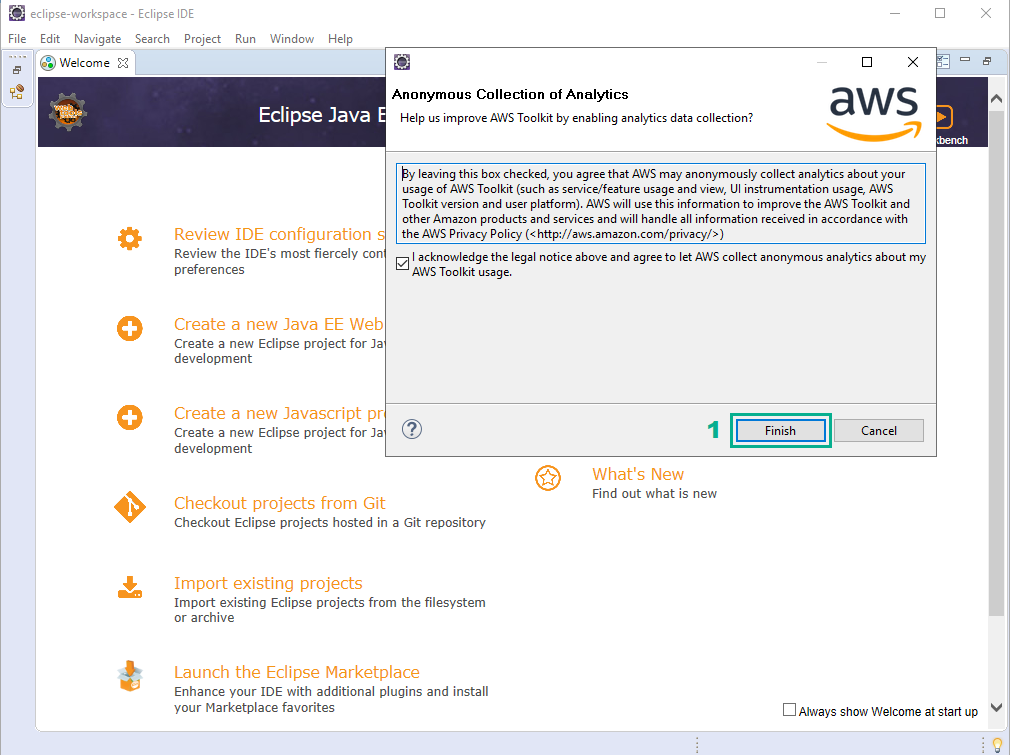 eclipse-workspace - Eclipse IDE
File Edit Navigate Search Project Run Window Help
Welcome
Eclipse Java E
kbench
Anonymous Collection of Analytics
Help us improve AWS Toolkit by enabling analytics data collection?
aws
By leaving this box checked, you agree that AWS may anonymously collect analytics about your
usage of AWS Toolkit (such as service/feature usage and view, UI instrumentation usage, AWS
Toolkit version and user platform). AWS will use this information to improve the AWS Toolkit and
other Amazon products and services and will handle all information received in accordance with
the AWS Privacy Policy (<http://aws.amazon.com/privacy/>)
I acknowledge the legal notice above and agree to let AWS collect anonymous analytics about my
AWS Toolkit usage.
?
1
Finish
Cancel
Review IDE configuration s
Review the IDE's most fiercely cont
preferences
Create a new Java EE Web
Create a new Eclipse project for Jav
development
Create a new Javascript pr
Create a new Eclipse project for Jav
development
Checkout projects from Git
Checkout Eclipse projects hosted in a Git repository
Import existing projects
Import existing Eclipse projects from the filesystem
or archive
Launch the Eclipse Marketplace
Enhance your IDE with additional plugins and install
your Marketplace favorites
What's New
Find out what is new
Always show Welcome at start up